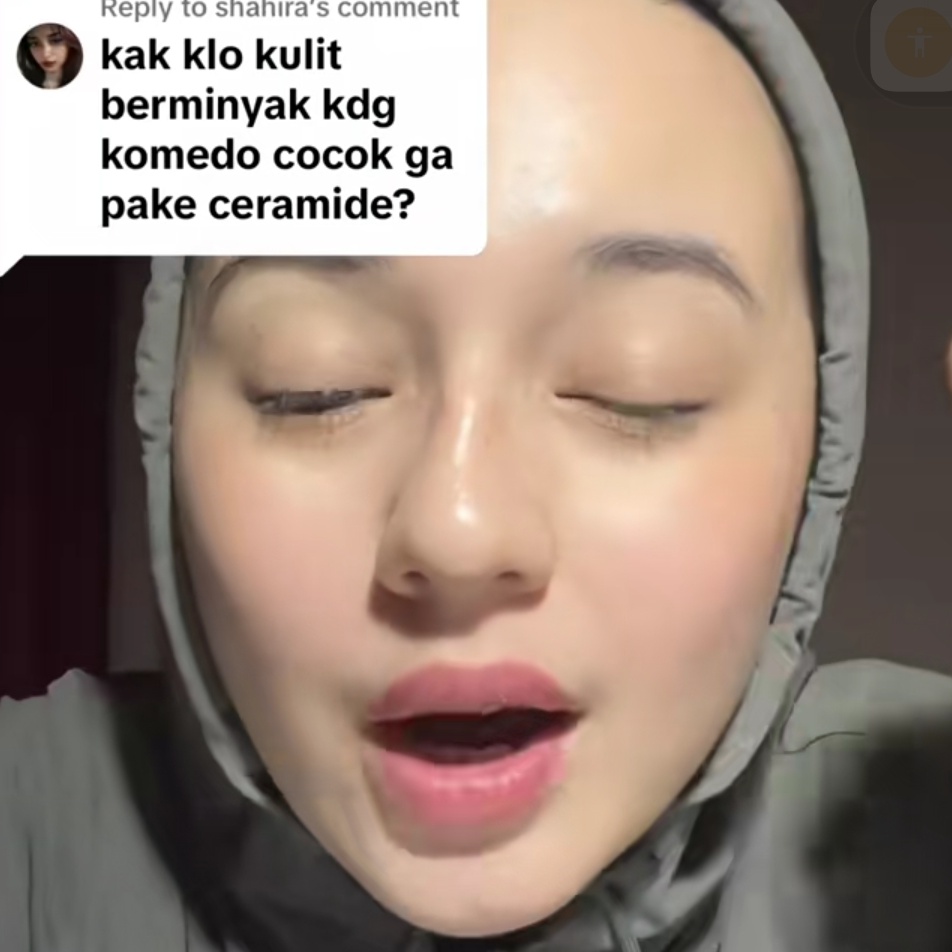 Reply to shahira's comment
kak klo kulit
berminyak kdg
komedo cocok ga
pake ceramide?